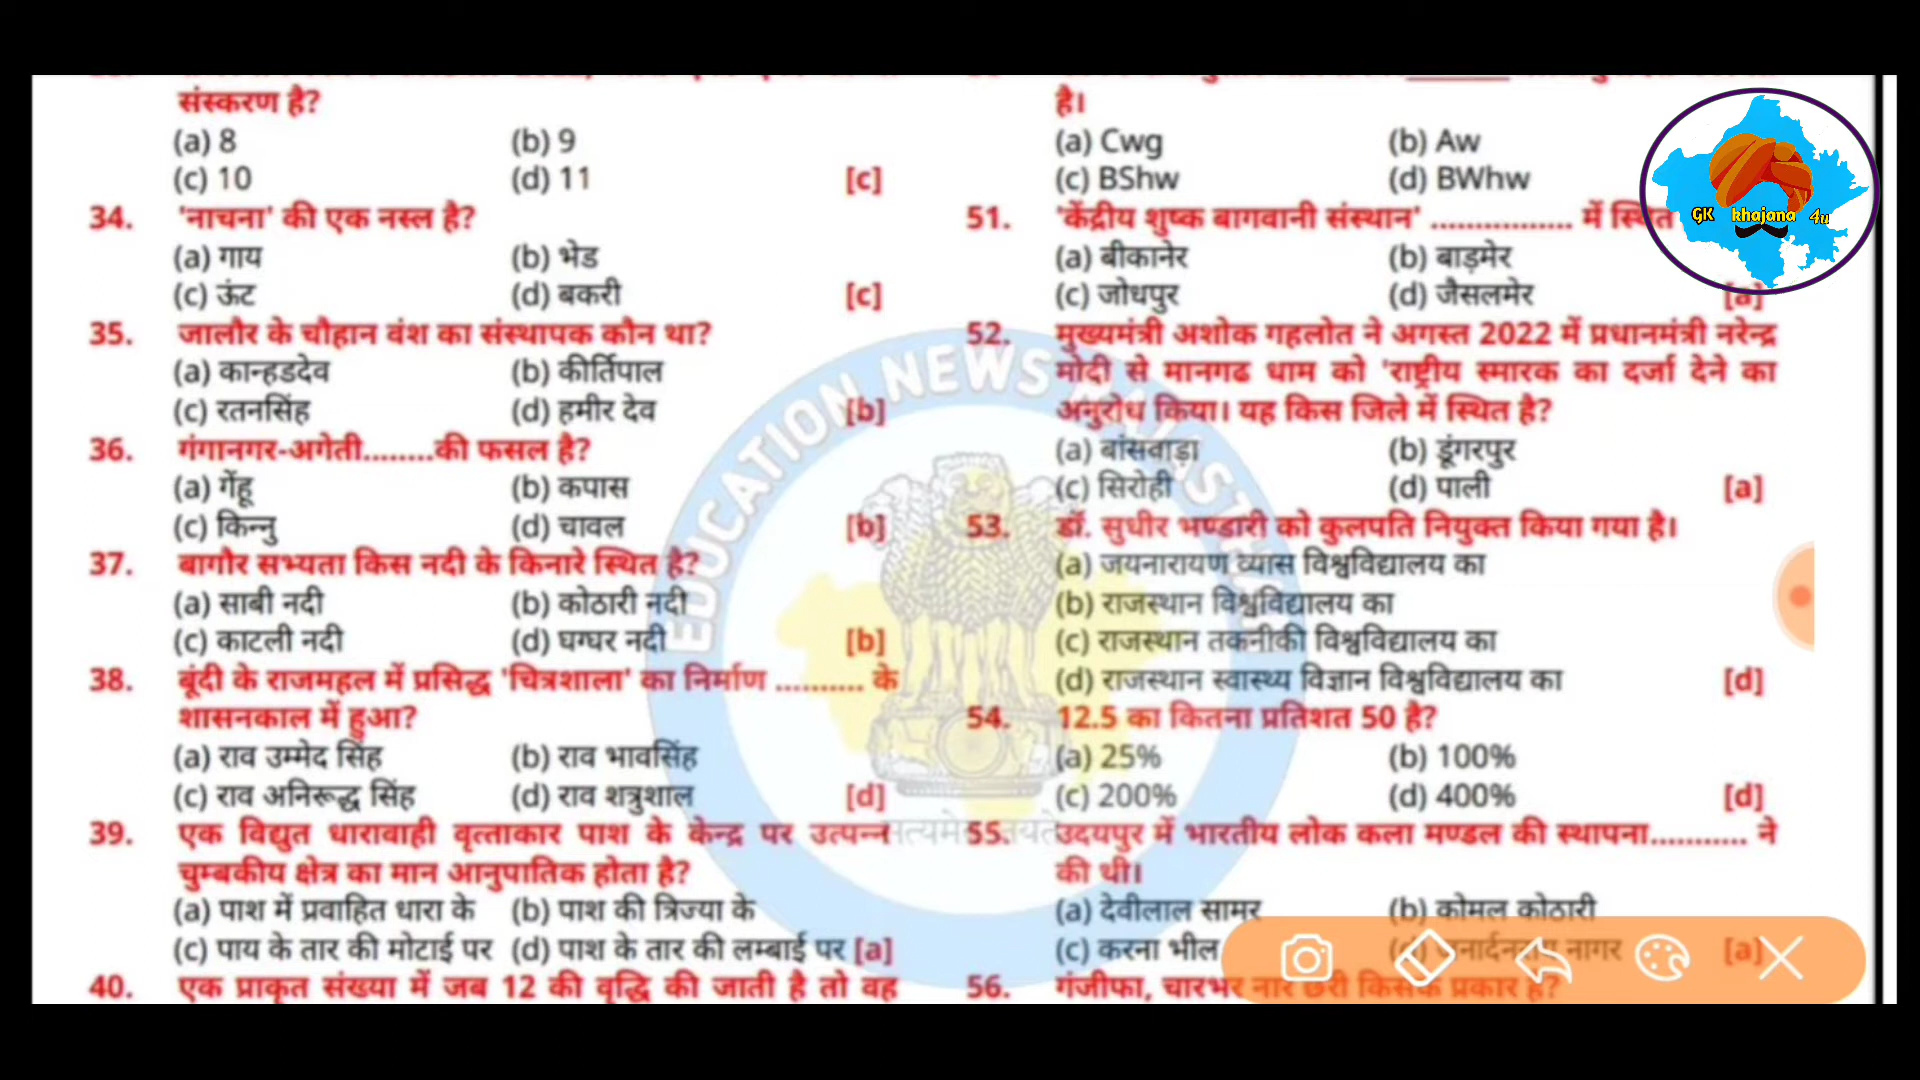 संस्करण है?
(a) 8 (b) 9
(c) 10 (d) 11 [c]
34. 'नाचना' की एक नस्ल है?
(a) गाय (b) भेड
(c) ऊंट (d) बकरी [c]
35. जालौर के चौहान वंश का संस्थापक कौन था?
(a) कान्हडदेव (b) कीर्तिपाल
(c) रतनसिंह (d) हमीर देव [b]
36. गंगानगर-अगेती........की फसल है?
(a) गेंहू (b) कपास
(c) किन्नु (d) चावल [b]
37. बागौर सभ्यता किस नदी के किनारे स्थित है?
(a) साबी नदी (b) कोठारी नदी
(c) काटली नदी (d) घग्घर नदी [b]
38. बूंदी के राजमहल में प्रसिद्ध 'चित्रशाला' का निर्माण .......... के
शासनकाल में हुआ?
(a) राव उम्मेद सिंह (b) राव भावसिंह
(c) राव अनिरूद्ध सिंह (d) राव शत्रुशाल [d]
39. एक विद्युत धारावाही वृत्ताकार पाश के केन्द्र पर उत्पन्न
चुम्बकीय क्षेत्र का मान आनुपातिक होता है?
(a) पाश में प्रवाहित धारा के (b) पाश की त्रिज्या के
(c) पाय के तार की मोटाई पर (d) पाश के तार की लम्बाई पर [a]
40. एक प्राकृत संख्या में जब 12 की वृद्धि की जाती है तो वह
है।
(a) Cwg (b) Aw
(c) BShw (d) BWhw
51. 'केंद्रीय शुष्क बागवानी संस्थान' ................ में स्थित
(a) बीकानेर (b) बाड़मेर
(c) जोधपुर (d) जैसलमेर [a]
52. मुख्यमंत्री अशोक गहलोत ने अगस्त 2022 में प्रधानमंत्री नरेन्द्र
मोदी से मानगढ धाम को 'राष्ट्रीय स्मारक का दर्जा देने का
अनुरोध किया। यह किस जिले में स्थित है?
(a) बांसवाड़ा (b) डूंगरपुर
(c) सिरोही (d) पाली [a]
53. डॉ. सुधीर भण्डारी को कुलपति नियुक्त किया गया है।
(a) जयनारायण व्यास विश्वविद्यालय का
(b) राजस्थान विश्वविद्यालय का
(c) राजस्थान तकनीकी विश्वविद्यालय का
(d) राजस्थान स्वास्थ्य विज्ञान विश्वविद्यालय का [d]
54. 12.5 का कितना प्रतिशत 50 है?
(a) 25% (b) 100%
(c) 200% (d) 400% [d]
55. उदयपुर में भारतीय लोक कला मण्डल की स्थापना........... ने
की थी।
(a) देवीलाल सामर (b) कोमल कोठारी
(c) करना भील नागर [a]
56. गंजीफा, चारभर प्रकार है?
GK khajana 4u
EDUCATION NEWS RAJASTHAN